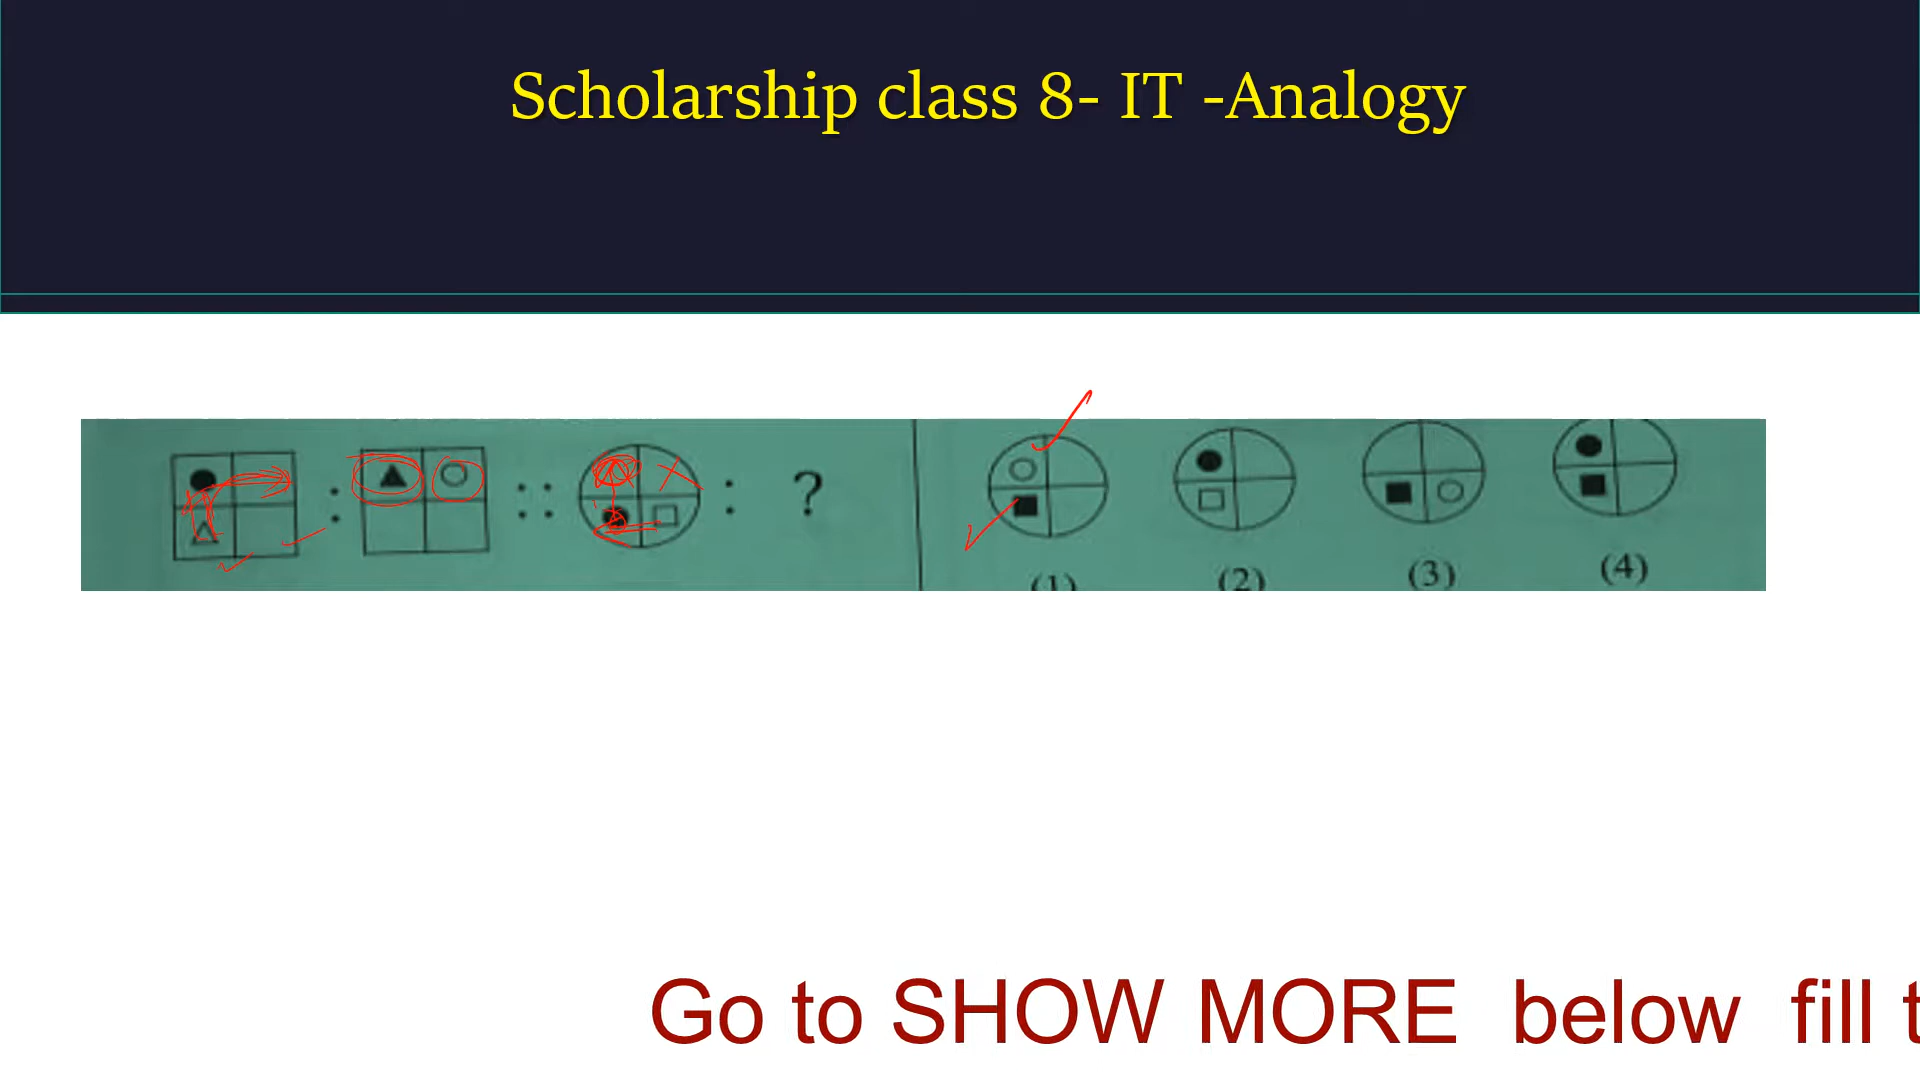 Scholarship class 8- IT -Analogy
: :: : ?
(1) (2) (3) (4)
Go to SHOW MORE below fill t